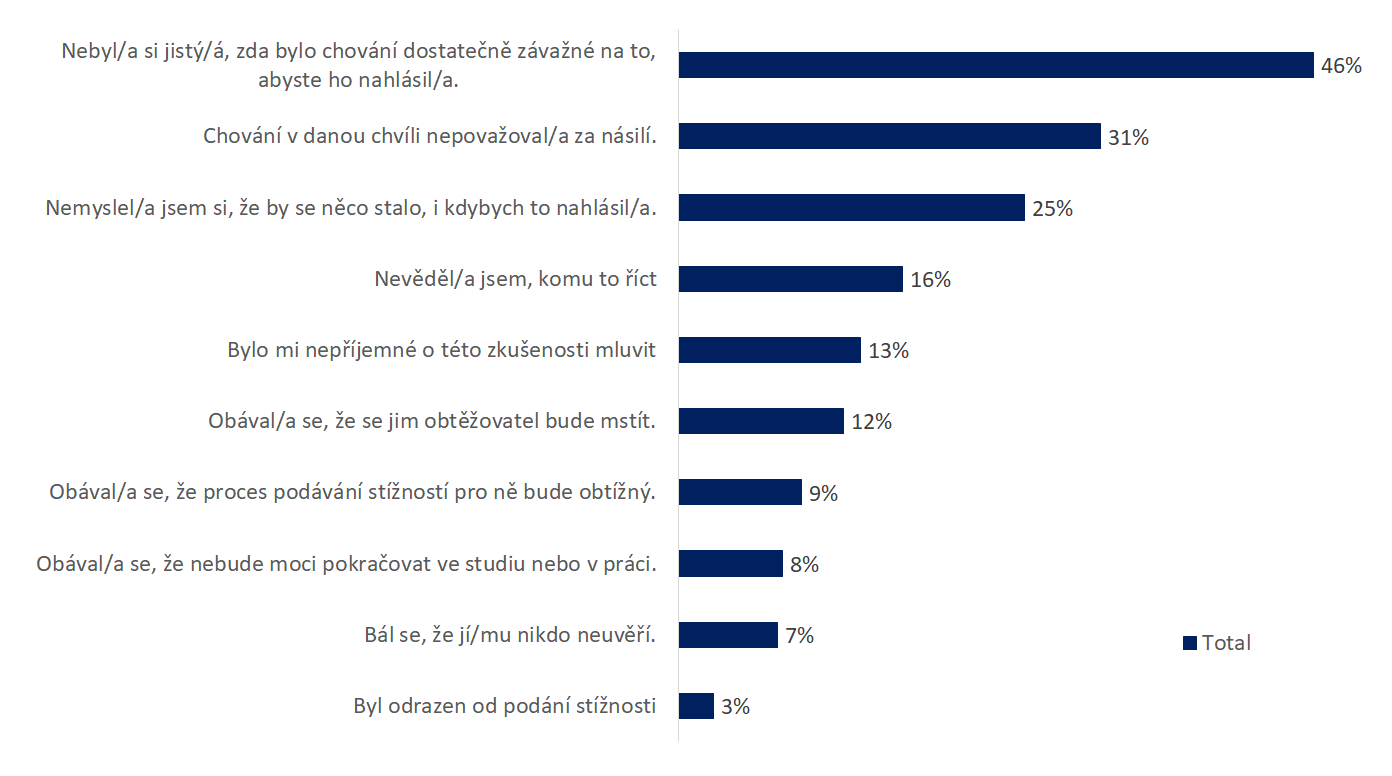 Nebyl/a si jistý/á, zda bylo chování dostatečně závažné na to,
abyste ho nahlásil/a.
46%
Chování v danou chvíli nepovažoval/a za násilí.
31%
Nemyslel/a jsem si, že by se něco stalo, i kdybych to nahlásil/a.
25%
Nevěděl/a jsem, komu to říct
16%
Bylo mi nepříjemné o této zkušenosti mluvit
13%
Obával/a se, že se jim obtěžovatel bude mstít.
12%
Obával/a se, že proces podávání stížností pro ně bude obtížný.
9%
Obával/a se, že nebude moci pokračovat ve studiu nebo v práci.
8%
Bál se, že jí/mu nikdo neuvěří.
7%
Total
Byl odrazen od podání stížnosti
3%